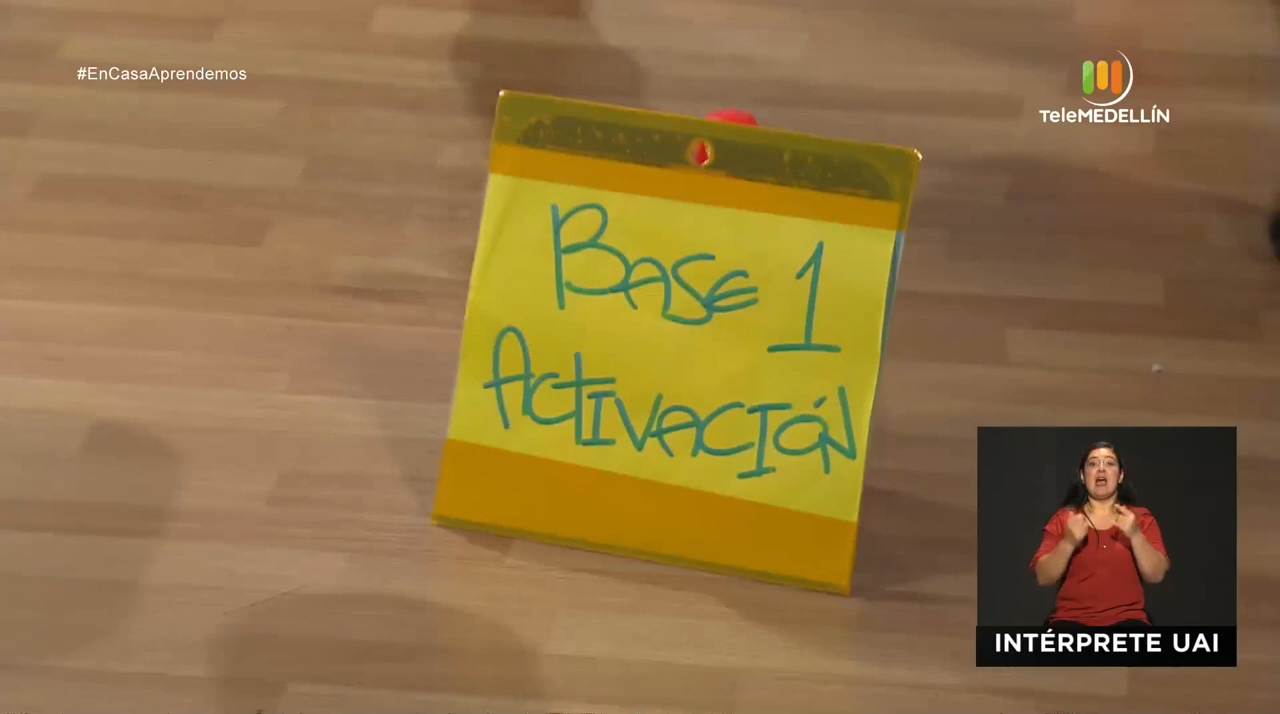 #EnCasaAprendemos
TeleMEDELLÍN
BASE 1
ACTIVACIÓN
INTÉRPRETE UAI